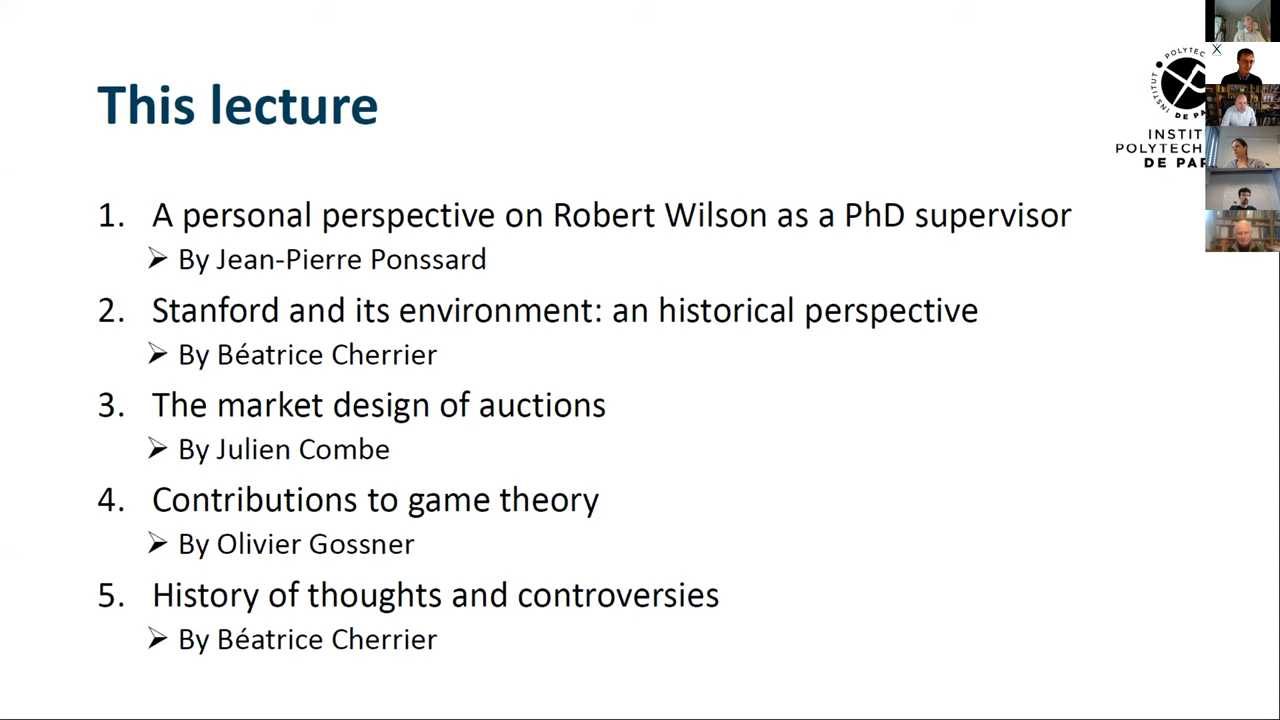 This lecture
1. A personal perspective on Robert Wilson as a PhD supervisor
➢ By Jean-Pierre Ponssard
2. Stanford and its environment: an historical perspective
➢ By Béatrice Cherrier
3. The market design of auctions
➢ By Julien Combe
4. Contributions to game theory
➢ By Olivier Gossner
5. History of thoughts and controversies
➢ By Béatrice Cherrier
INSTIT
POLYTECH
DE PAR
INSTITUT POLYTEC DE PA